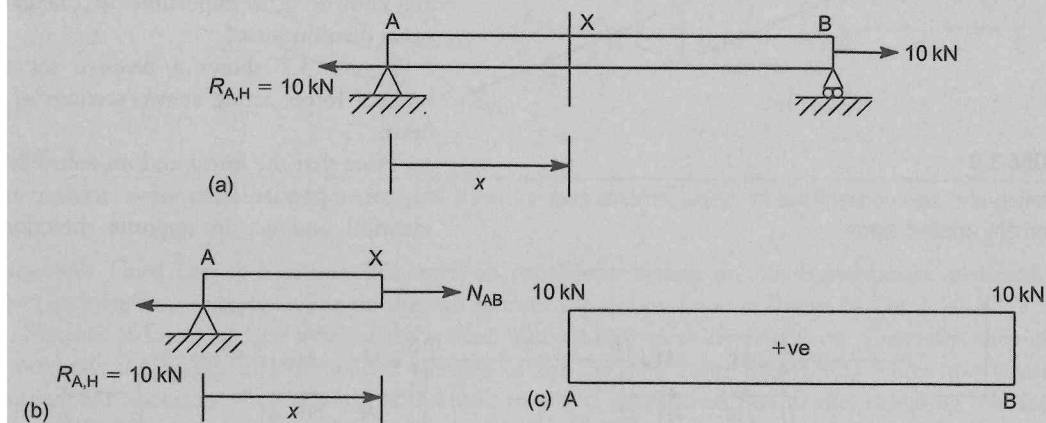 A X B
10 kN
R_A,H = 10 kN
x
(a)
A X
N_AB
R_A,H = 10 kN
x
(b)
10 kN 10 kN
+ve
A B
(c)